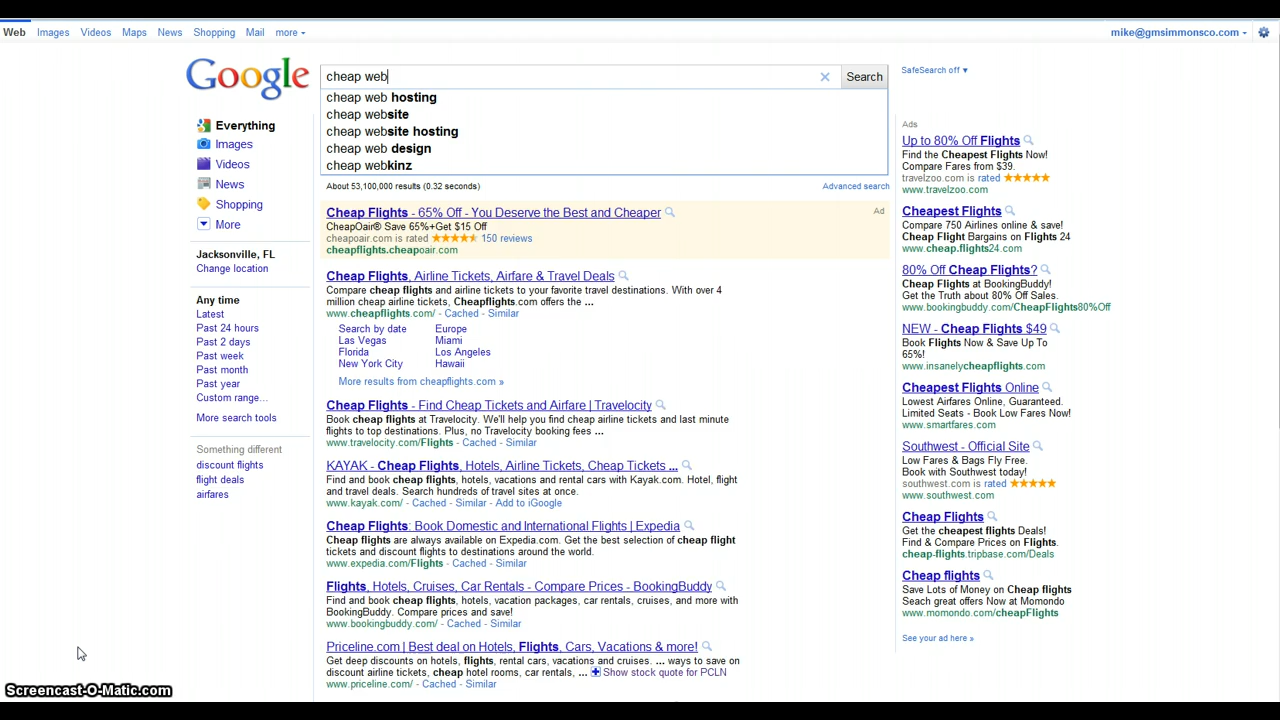 Web Images Videos Maps News Shopping Mail more
mike@gmsimmonsco.com
Google
cheap web
Search
SafeSearch off ▼
cheap web hosting
cheap website
cheap website hosting
cheap web design
cheap webkinz
Everything
Images
Videos
News
Shopping
More
Jacksonville, FL
Change location
Any time
Latest
Past 24 hours
Past 2 days
Past week
Past month
Past year
Custom range...
More search tools
Something different
discount flights
flight deals
airfares
About 53,100,000 results (0.32 seconds)
Advanced search
Cheap Flights - 65% Off - You Deserve the Best and Cheaper
Ad
CheapOair® Save 65%+Get $15 Off
cheapoair.com is rated ★★★★★ 150 reviews
cheapflights.cheapoair.com
Cheap Flights, Airline Tickets, Airfare & Travel Deals
Compare cheap flights and airline tickets to your favorite travel destinations. With over 4
million cheap airline tickets, Cheapflights.com offers the ...
www.cheapflights.com/ - Cached - Similar
Search by date Europe
Las Vegas Miami
Florida Los Angeles
New York City Hawaii
More results from cheapflights.com »
Cheap Flights - Find Cheap Tickets and Airfare | Travelocity
Book cheap flights at Travelocity. We'll help you find cheap airline tickets and last minute
flights to top destinations. Plus, no Travelocity booking fees ...
www.travelocity.com/Flights - Cached - Similar
KAYAK - Cheap Flights, Hotels, Airline Tickets, Cheap Tickets ...
Find and book cheap flights, hotels, vacations and rental cars with Kayak.com. Hotel, flight
and travel deals. Search hundreds of travel sites at once.
www.kayak.com/ - Cached - Similar - Add to iGoogle
Cheap Flights: Book Domestic and International Flights | Expedia
Cheap flights are always available on Expedia.com. Get the best selection of cheap flight
tickets and discount flights to destinations around the world.
www.expedia.com/Flights - Cached - Similar
Flights, Hotels, Cruises, Car Rentals - Compare Prices - BookingBuddy
Find and book cheap flights, hotels, vacation packages, car rentals, cruises, and more with
BookingBuddy. Compare prices and save!
www.bookingbuddy.com/ - Cached - Similar
Priceline.com | Best deal on Hotels, Flights, Cars, Vacations & more!
Get deep discounts on hotels, flights, rental cars, vacations and cruises. ... ways to save on
discount airline tickets, cheap hotel rooms, car rentals, ... Show stock quote for PCLN
www.priceline.com/ - Cached - Similar
Ads
Up to 80% Off Flights
Find the Cheapest Flights Now!
Compare Fares from $39.
travelzoo.com is rated ★★★★★
www.travelzoo.com
Cheapest Flights
Compare 750 Airlines online & save!
Cheap Flight Bargains on Flights 24
www.cheap.flights24.com
80% Off Cheap Flights?
Cheap Flights at BookingBuddy!
Get the Truth about 80% Off Sales.
www.bookingbuddy.com/CheapFlights80%Off
NEW - Cheap Flights $49
Book Flights Now & Save Up To
65%!
www.insanelycheapflights.com
Cheapest Flights Online
Lowest Airfares Online, Guaranteed.
Limited Seats - Book Low Fares Now!
www.smartfares.com
Southwest - Official Site
Low Fares & Bags Fly Free.
Book with Southwest today!
southwest.com is rated ★★★★★
www.southwest.com
Cheap Flights
Get the cheapest flights Deals!
Find & Compare Prices on Flights.
cheap-flights.tripbase.com/Deals
Cheap flights
Save Lots of Money on Cheap flights
Seach great offers Now at Momondo
www.momondo.com/cheapFlights
See your ad here »
Screencast-O-Matic.com